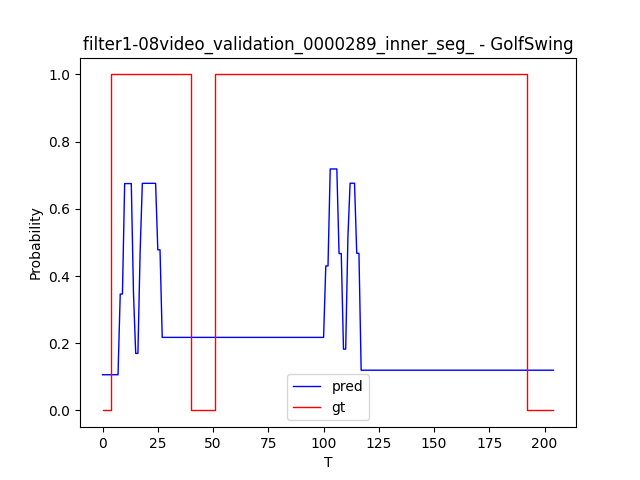 filter1-08video_validation_0000289_inner_seg_ - GolfSwing
1.0
0.8
0.6
0.4
0.2
0.0
Probability
pred
gt
0 25 50 75 100 125 150 175 200
T